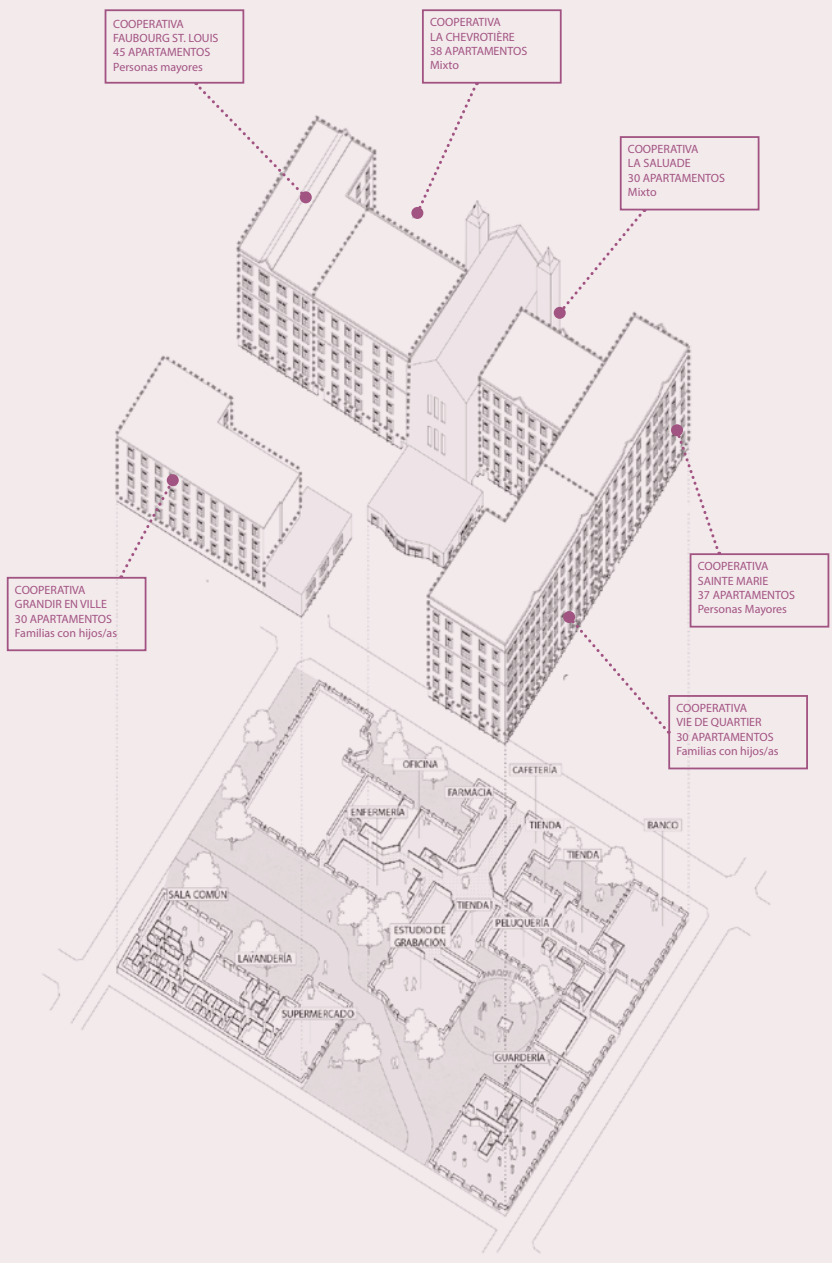 COOPERATIVA
FAUBOURG ST. LOUIS
45 APARTAMENTOS
Personas mayores
COOPERATIVA
LA CHEVROTIÈRE
38 APARTAMENTOS
Mixto
COOPERATIVA
LA SALUADE
30 APARTAMENTOS
Mixto
COOPERATIVA
SAINTE MARIE
37 APARTAMENTOS
Personas Mayores
COOPERATIVA
GRANDIR EN VILLE
30 APARTAMENTOS
Familias con hijos/as
COOPERATIVA
VIE DE QUARTIER
30 APARTAMENTOS
Familias con hijos/as
OFICINA
CAFETERÍA
FARMACIA
ENFERMERÍA
TIENDA
BANCO
TIENDA
SALA COMÚN
TIENDA
PELUQUERÍA
ESTUDIO DE
GRABACIÓN
LAVANDERÍA
PARQUE
SUPERMERCADO
GUARDERÍA